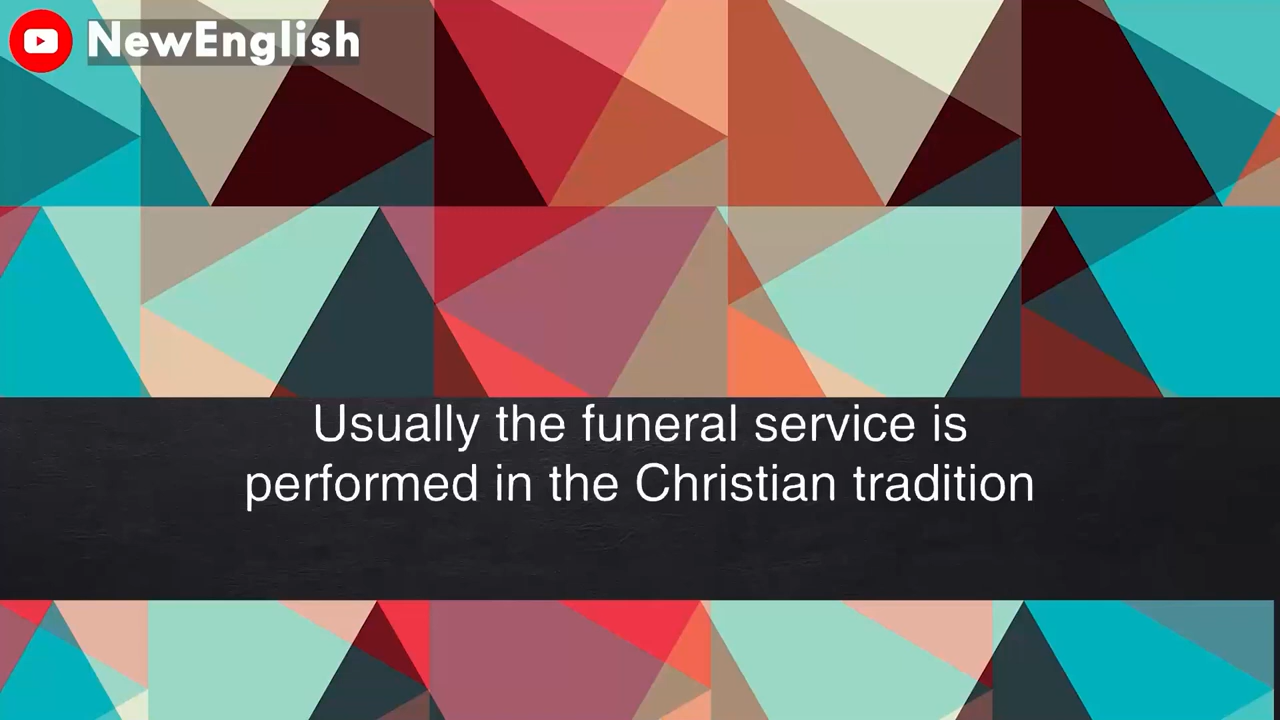 NewEnglish
Usually the funeral service is
performed in the Christian tradition